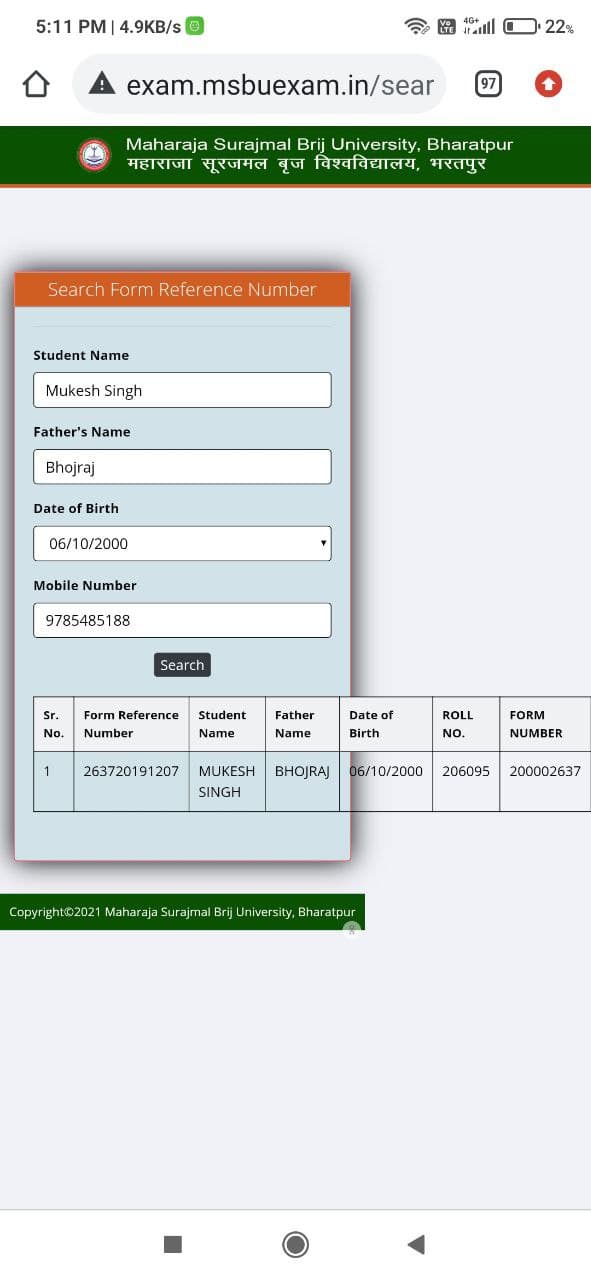 5:11 PM | 4.9KB/s
Vo LTE 4G+ 22%
exam.msbuexam.in/sear 97
Maharaja Surajmal Brij University, Bharatpur
महाराजा सूरजमल बृज विश्वविद्यालय, भरतपुर
Search Form Reference Number
Student Name
Mukesh Singh
Father's Name
Bhojraj
Date of Birth
06/10/2000
Mobile Number
9785485188
Search
Sr. No. Form Reference Number Student Name Father Name Date of Birth ROLL NO. FORM NUMBER
1 263720191207 MUKESH SINGH BHOJRAJ 06/10/2000 206095 200002637
Copyright©2021 Maharaja Surajmal Brij University, Bharatpur